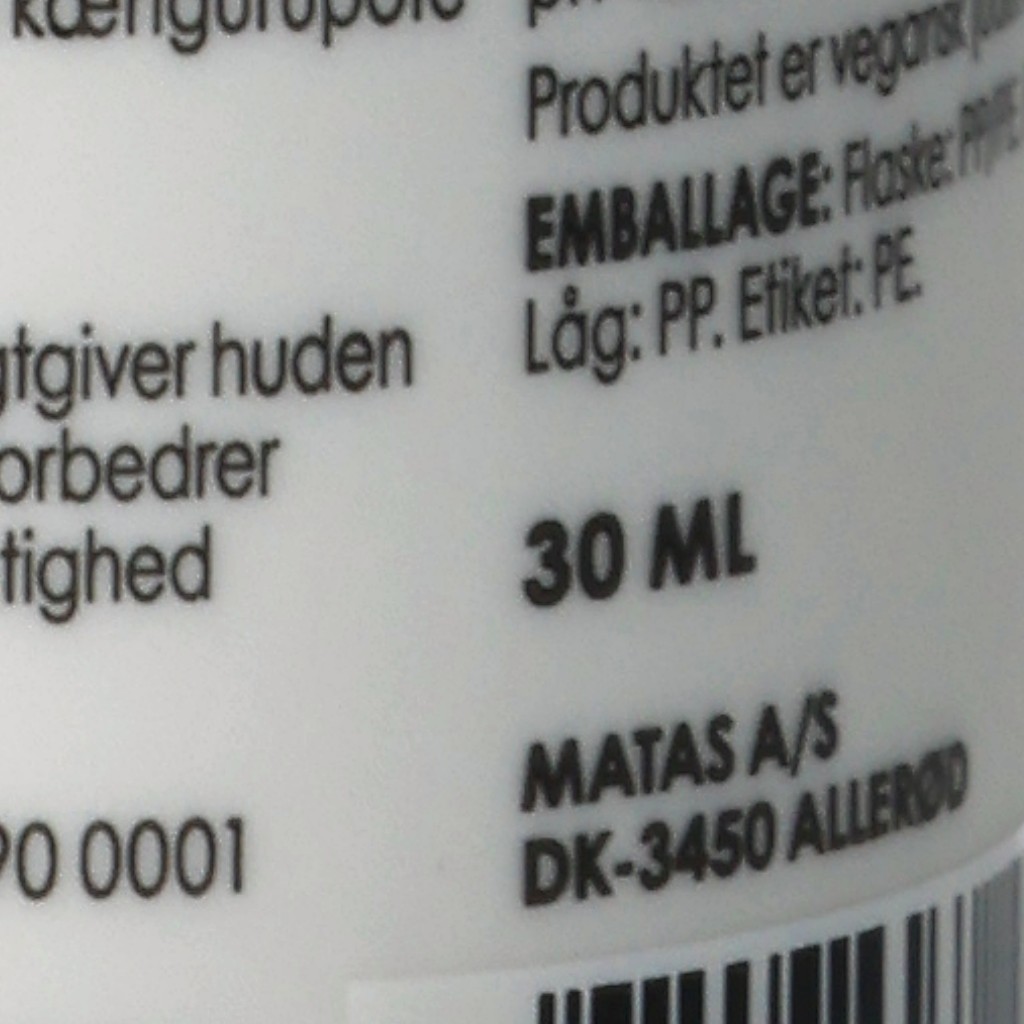 gtgiver huden
orbedrer
tighed
90 0001
Produktet er vegansk
EMBALLAGE: Flaske:
Låg: PP. Etiket: PE.
30 ML
MATAS A/S
DK-3450 ALLERØD